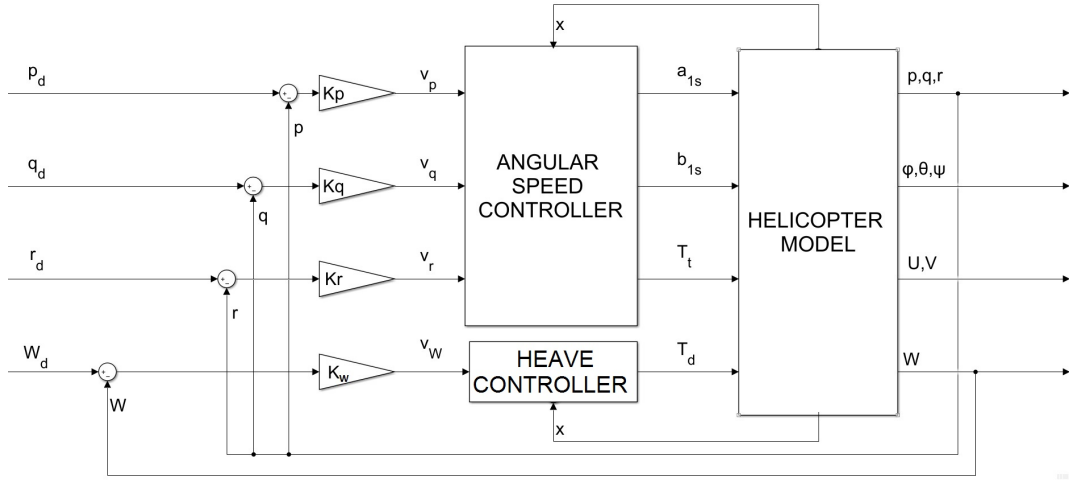 x
p_d
Kp
v_p
a_1s
p,q,r
p
q_d
Kq
v_q
ANGULAR
SPEED
CONTROLLER
b_1s
φ,θ,ψ
q
HELICOPTER
MODEL
r_d
Kr
v_r
T_t
U,V
r
W_d
K_w
v_W
HEAVE
CONTROLLER
T_d
W
W
x